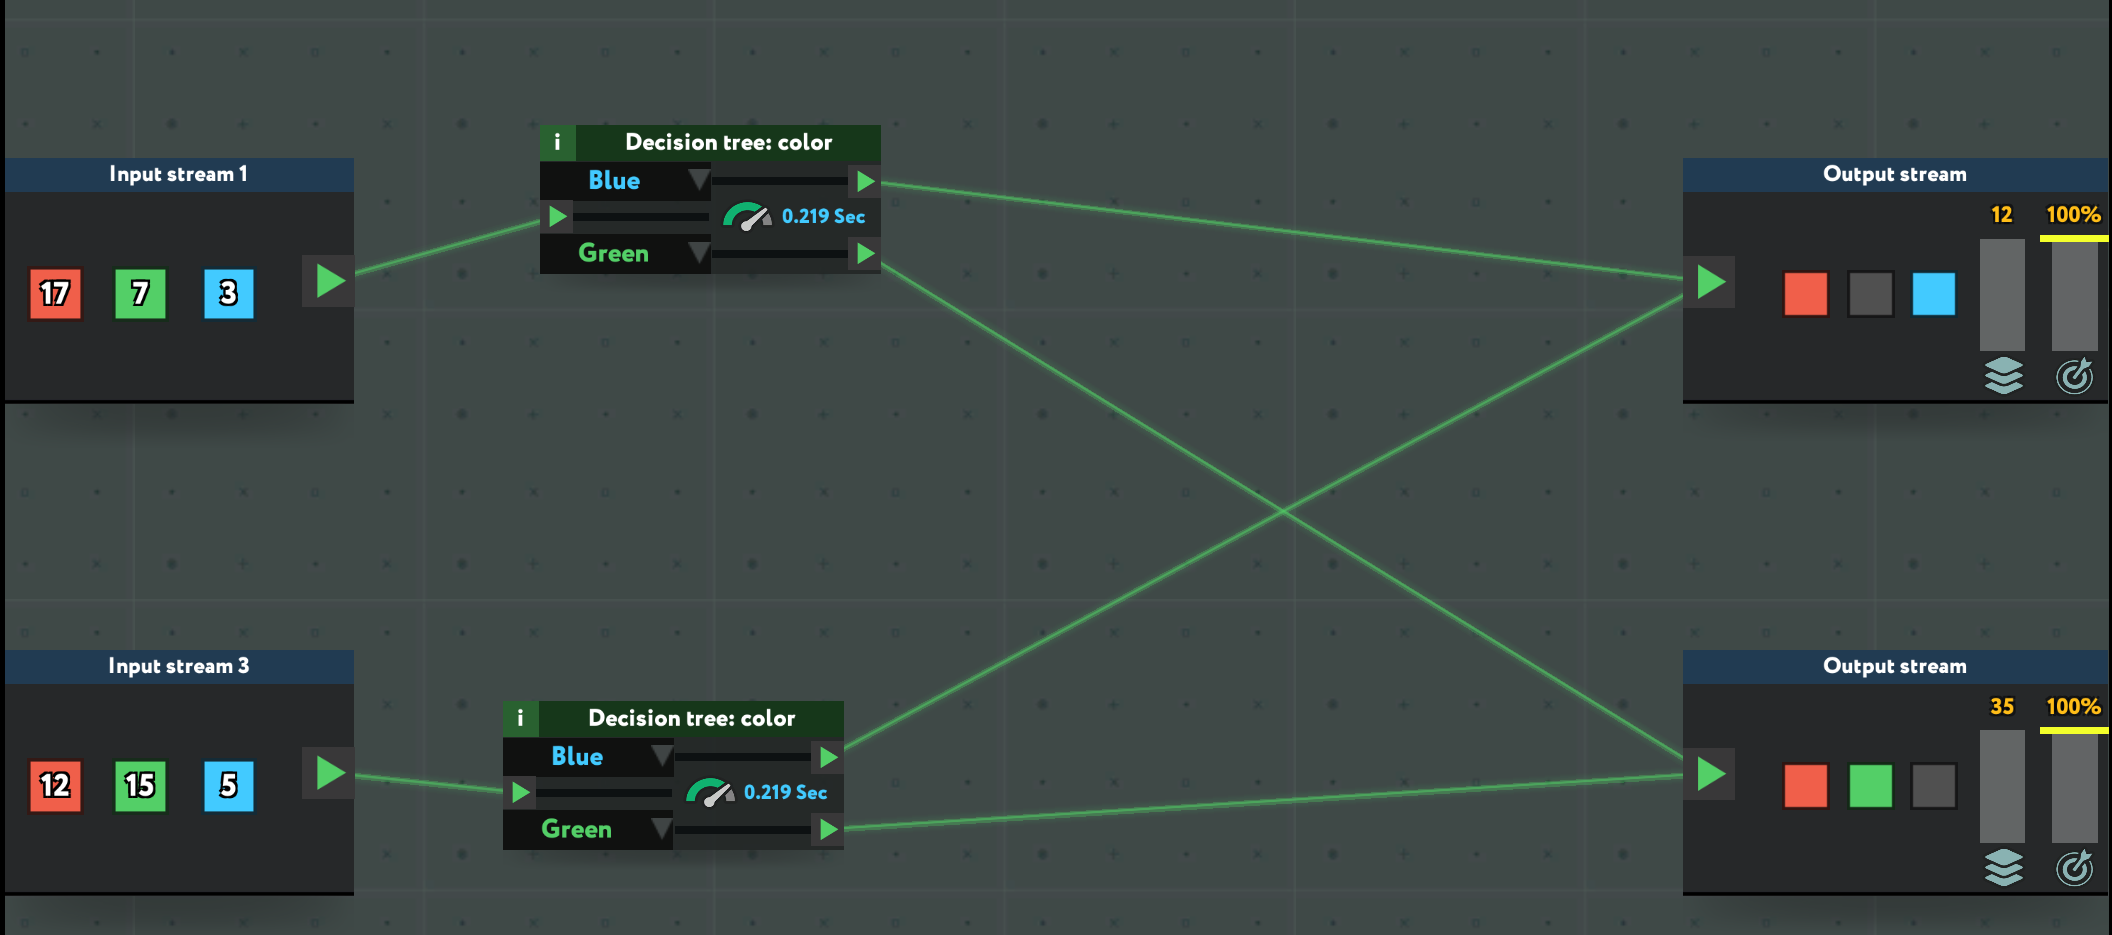 Input stream 1
17 7 3
i Decision tree: color
Blue
0.219 Sec
Green
Output stream
12 100%
Input stream 3
12 15 5
i Decision tree: color
Blue
0.219 Sec
Green
Output stream
35 100%